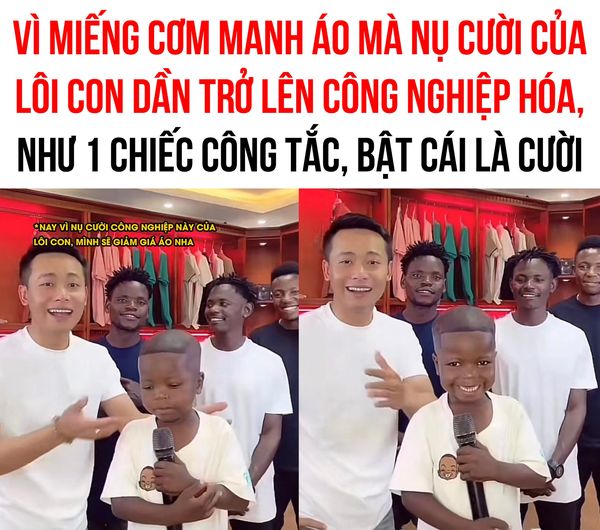 VÌ MIẾNG CƠM MANH ÁO MÀ NỤ CƯỜI CỦA
LÔI CON DẦN TRỞ LÊN CÔNG NGHIỆP HÓA,
NHƯ 1 CHIẾC CÔNG TẮC, BẬT CÁI LÀ CƯỜI
*NAY VÌ NỤ CƯỜI CÔNG NGHIỆP NÀY CỦA
LÔI CON, MÌNH SẼ GIẢM GIÁ ÁO NHA